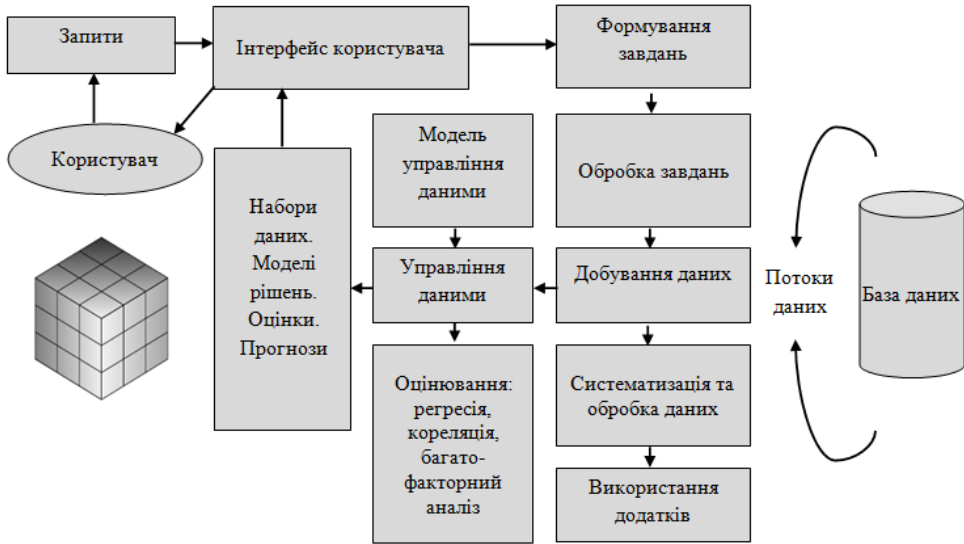 Запити
Інтерфейс користувача
Формування
завдань
Користувач
Набори
даних.
Моделі
рішень.
Оцінки.
Прогнози
Модель
управління
даними
Обробка завдань
Управління
даними
Добування даних
Потоки
даних
База даних
Оцінювання:
регресія,
кореляція,
багато-
факторний
аналіз
Систематизація та
обробка даних
Використання
додатків